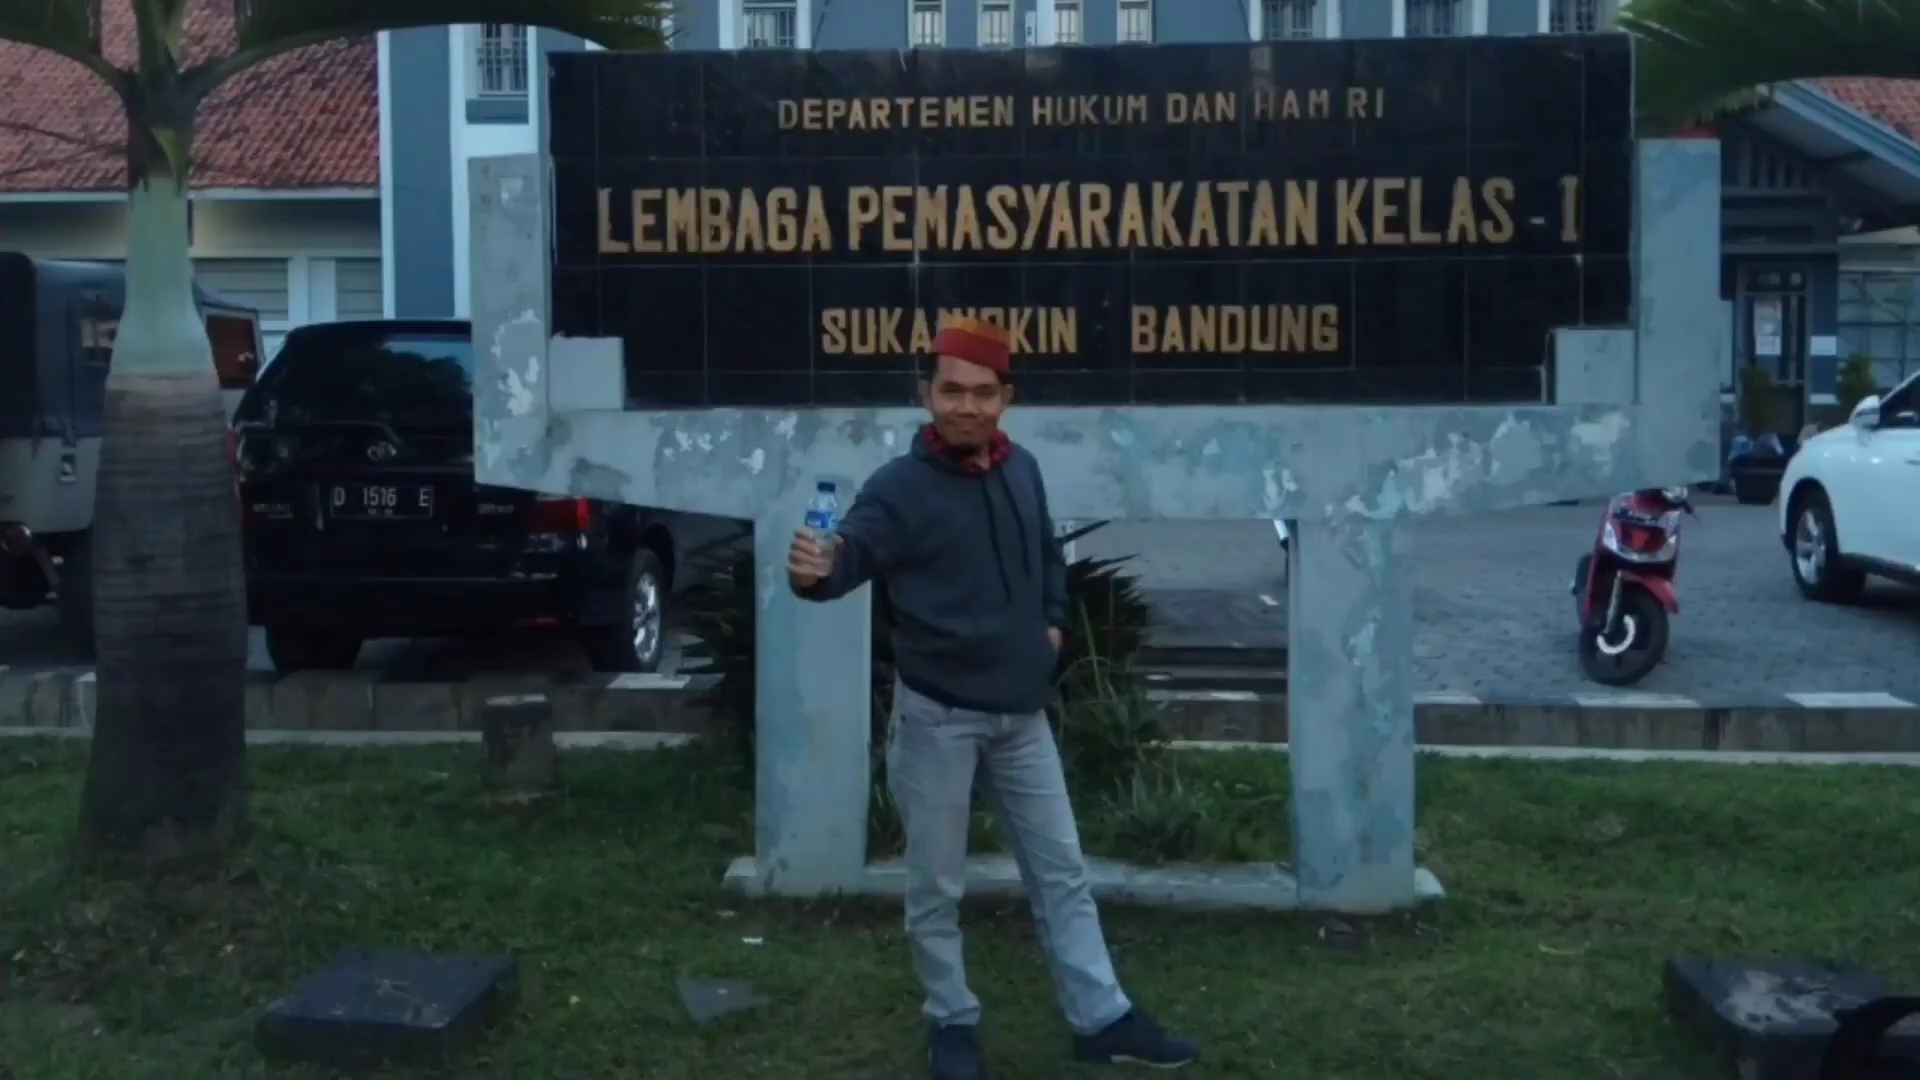 DEPARTEMEN HUKUM DAN HAM RI
LEMBAGA PEMASYARAKATAN KELAS - I
BANDUNG
D 1516 E